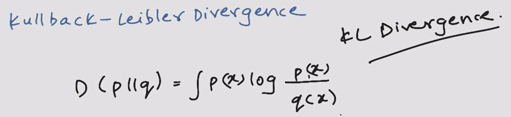 Kullback-Leibler Divergence
KL Divergence.
D (p||q) = ∫ p(x) log p(x)/q(x)